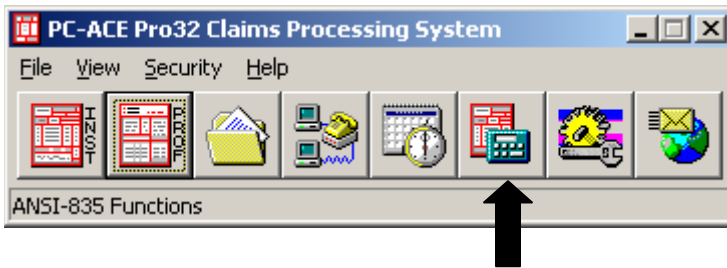 PC-ACE Pro32 Claims Processing System
File View Security Help
INST PROF
ANSI-835 Functions